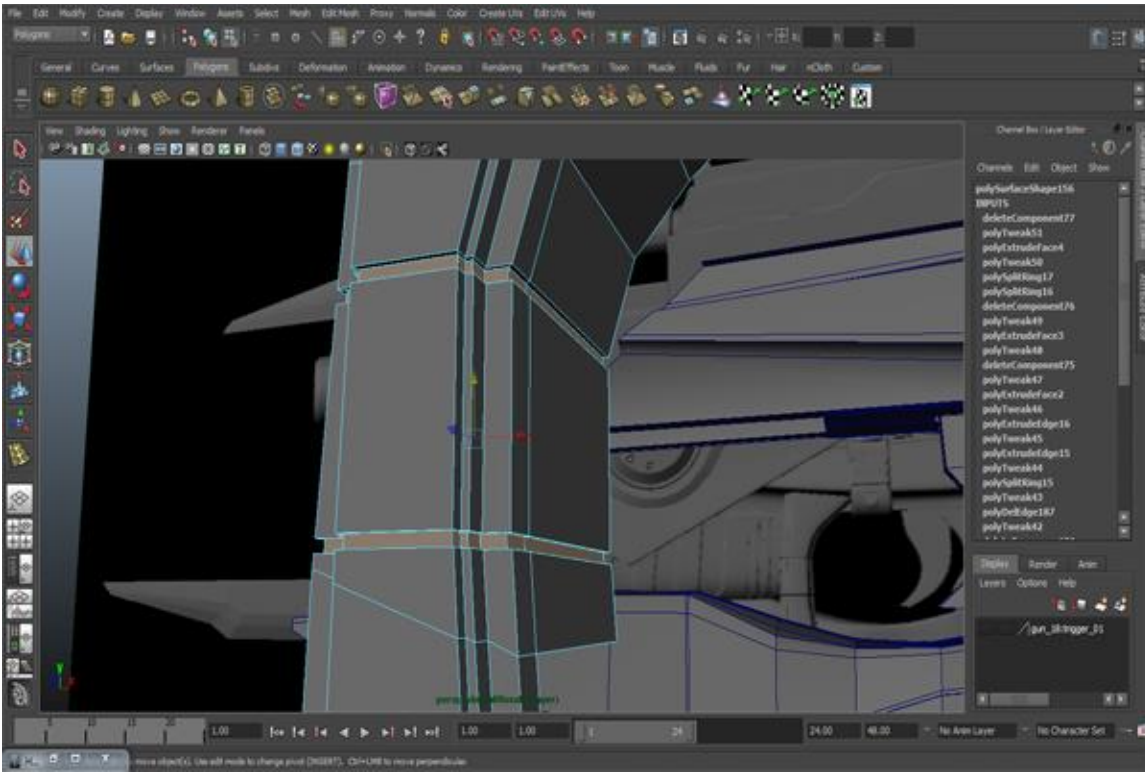 File Edit Modify Create Display Window Assets Select Mesh Edit Mesh Proxy Normals Color Create UVs Edit UVs Help
Polygons
General Curves Surfaces Polygons Subdivs Deformation Animation Dynamics Rendering PaintEffects Toon Muscle Fluids Fur Hair nCloth Custom
View Shading Lighting Show Renderer Panels
Channel Box / Layer Editor
Channels Edit Object Show
polySurfaceShape156
INPUTS
deleteComponent77
polyTweak51
polyExtrudeFace4
polyTweak50
polySplitRing17
polySplitRing16
deleteComponent76
polyTweak49
polyExtrudeFace3
polyTweak48
deleteComponent75
polyTweak47
polyExtrudeFace2
polyTweak46
polyExtrudeEdge16
polyTweak45
polyExtrudeEdge15
polyTweak44
polySplitRing15
polyTweak43
polyDelEdge187
polyTweak42
Display Render Anim
Layers Options Help
5 10 15 20 1.00 1.00 1.00 1 24 24.00 48.00 No Anim Layer No Character Set
move object(s). Use edit mode to change pivot (INSERT). Ctrl+LMB to move perpendicular